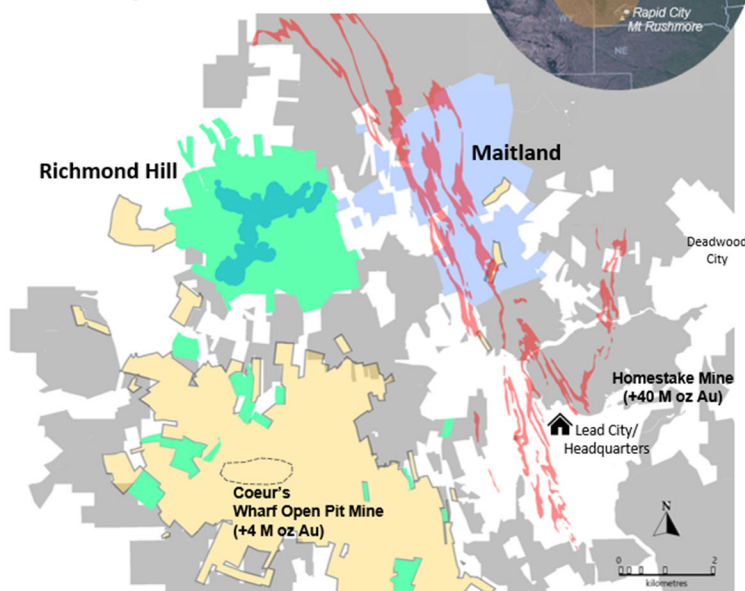 WY
Rapid City
Mt Rushmore
NE
Richmond Hill
Maitland
Deadwood
City
Homestake Mine
(+40 M oz Au)
Lead City/
Headquarters
Coeur's
Wharf Open Pit Mine
(+4 M oz Au)
N
0 2
kilometres